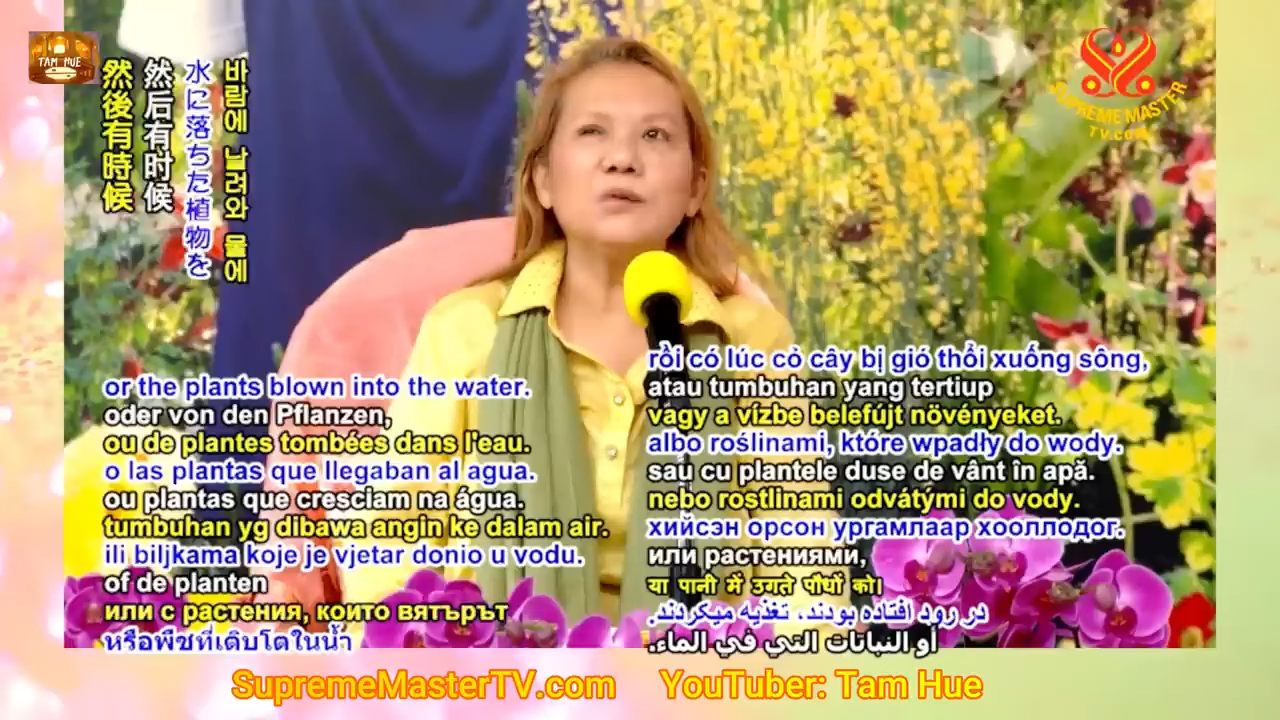 TAM HUE
然後有時候
然后有时候
水に落ちた植物を
바람에 날려와 물에
SUPREME MASTER
TV.COM
or the plants blown into the water.
oder von den Pflanzen,
ou de plantes tombées dans l'eau.
o las plantas que llegaban al agua.
ou plantas que cresciam na água.
tumbuhan yg dibawa angin ke dalam air.
ili biljkama koje je vjetar donio u vodu.
of de planten
или с растения, които вятърът
หรือพืชที่เติบโตในน้ำ
rồi có lúc cỏ cây bị gió thổi xuống sông,
atau tumbuhan yang tertiup
vagy a vízbe belefújt növényeket.
albo roślinami, które wpadły do wody.
sau cu plantele duse de vânt în apă.
nebo rostlinami odvátými do vody.
хийсэн орсон ургамлаар хооллодог.
или растениями,
या पानी में उगते पौधों को।
در رود افتاده بودند، تغذیه میکردند.
أو النباتات التي في الماء.
SupremeMasterTV.com YouTuber: Tam Hue